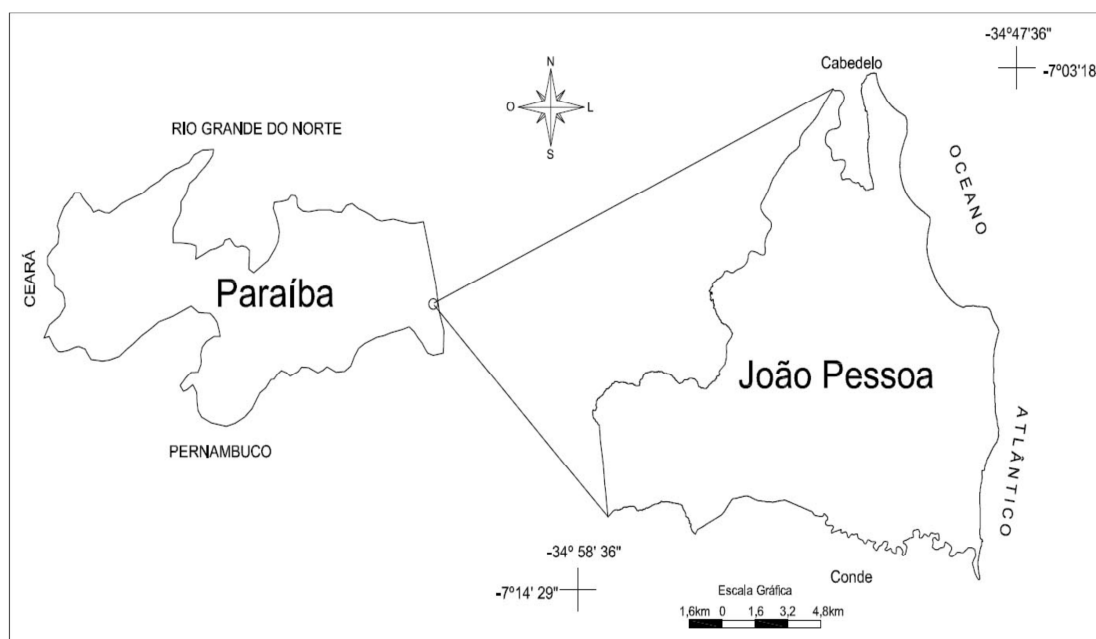 -34º47'36"
-7º03'18
Cabedelo
N
O
L
S
RIO GRANDE DO NORTE
OCEANO
CEARÁ
Paraíba
João Pessoa
ATLÂNTICO
PERNAMBUCO
-34º 58' 36"
-7º14' 29"
Conde
Escala Gráfica
1,6km 0 1,6 3,2 4,8km